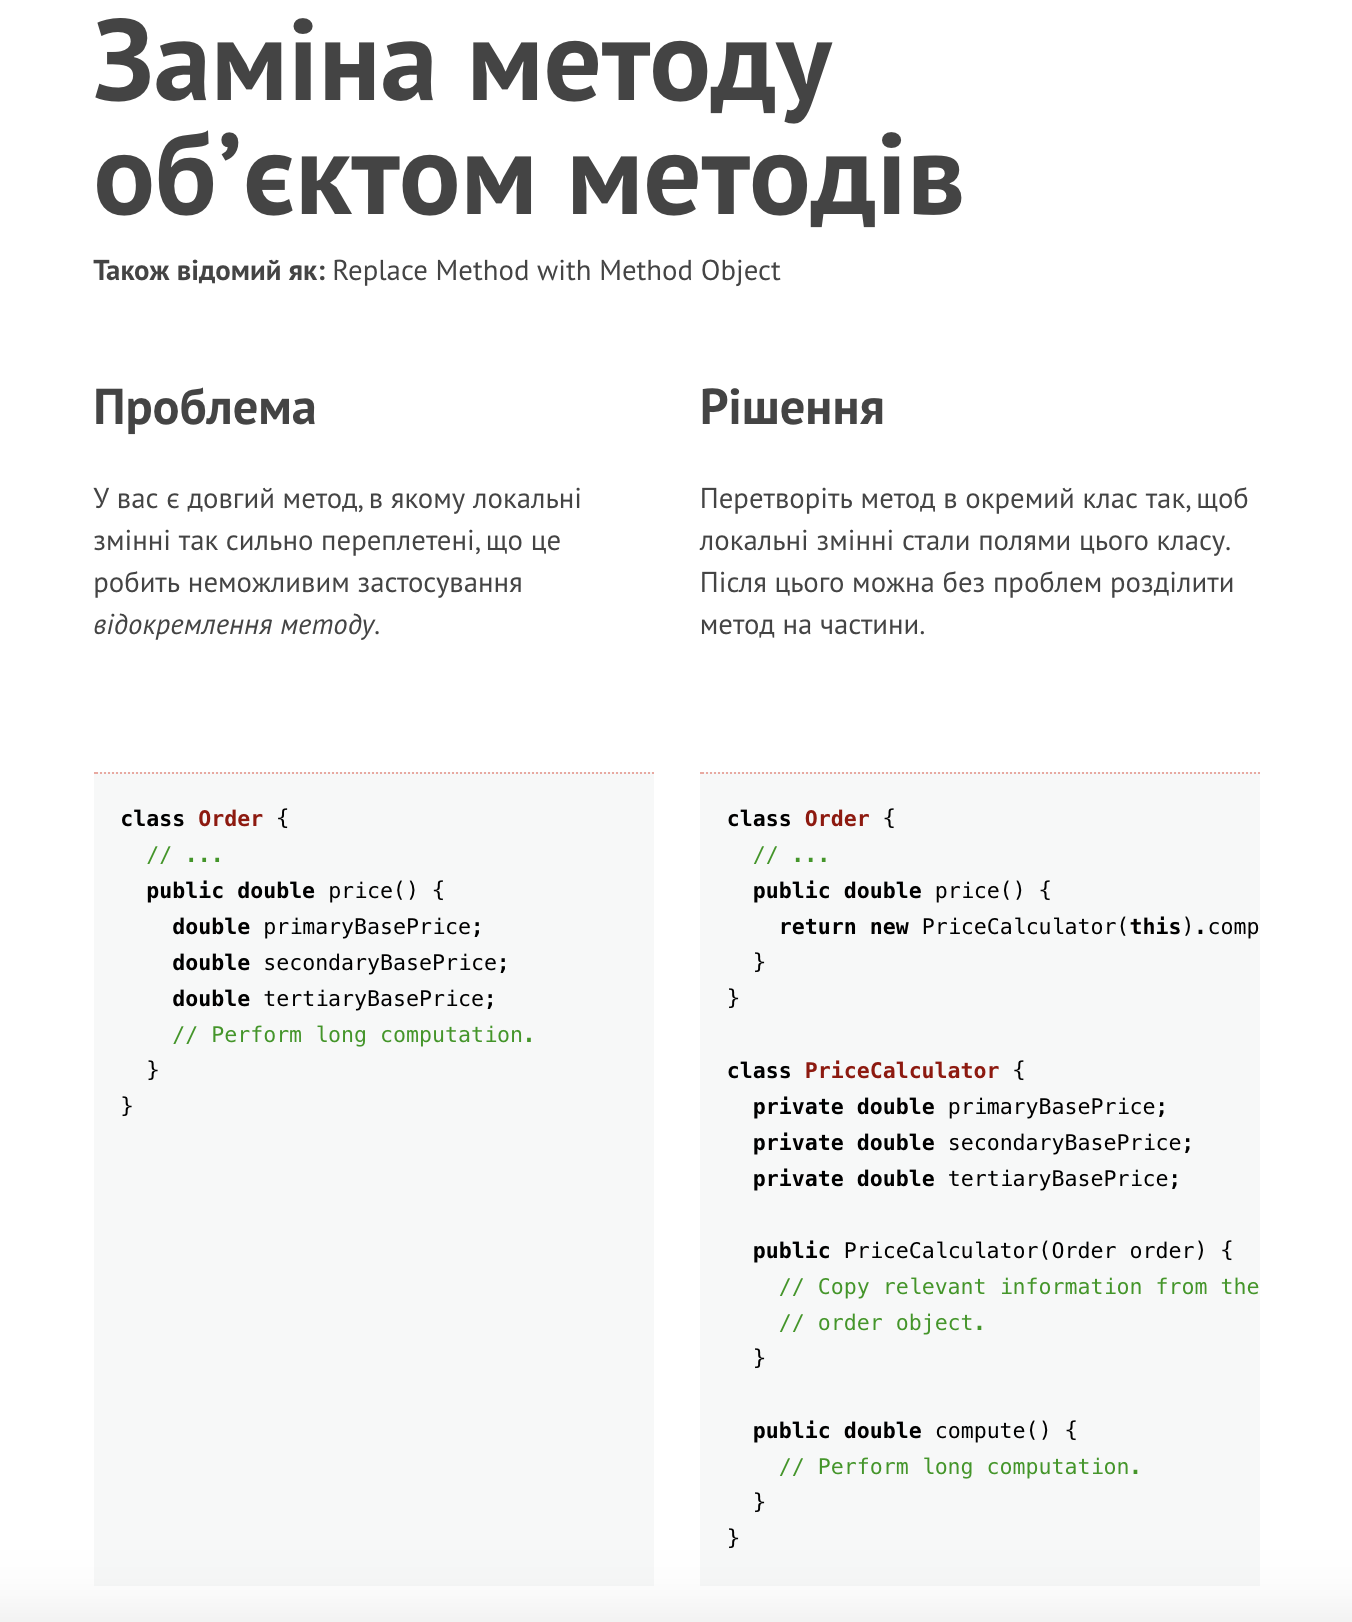 Заміна методу
об’єктом методів
Також відомий як: Replace Method with Method Object
Проблема
У вас є довгий метод, в якому локальні
змінні так сильно переплетені, що це
робить неможливим застосування
відокремлення методу.
class Order {
  // ...
  public double price() {
    double primaryBasePrice;
    double secondaryBasePrice;
    double tertiaryBasePrice;
    // Perform long computation.
  }
}
Рішення
Перетворіть метод в окремий клас так, щоб
локальні змінні стали полями цього класу.
Після цього можна без проблем розділити
метод на частини.
class Order {
  // ...
  public double price() {
    return new PriceCalculator(this).comp
  }
}
class PriceCalculator {
  private double primaryBasePrice;
  private double secondaryBasePrice;
  private double tertiaryBasePrice;
  public PriceCalculator(Order order) {
    // Copy relevant information from the
    // order object.
  }
  public double compute() {
    // Perform long computation.
  }
}